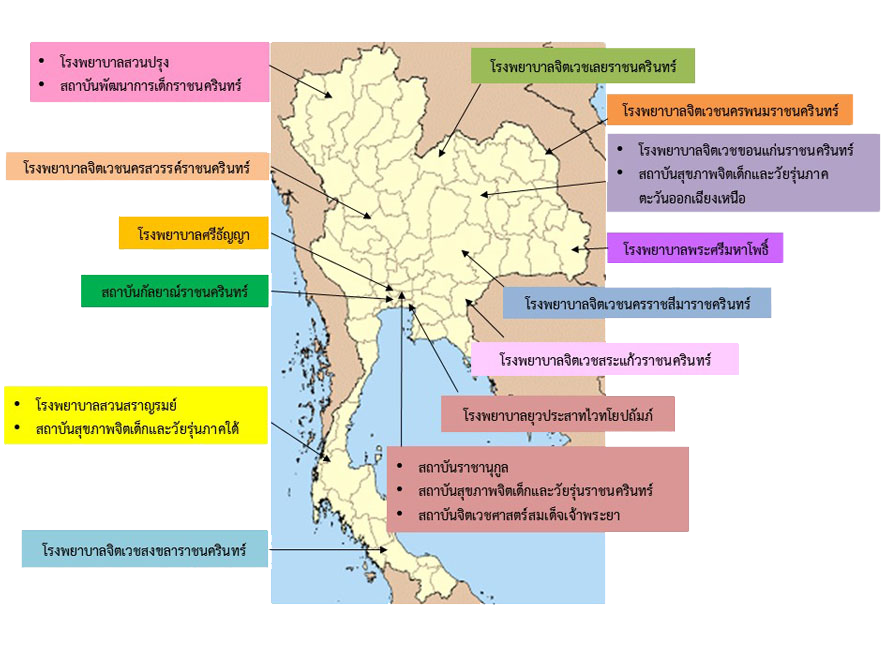 • โรงพยาบาลสวนปรุง
• สถาบันพัฒนาการเด็กราชนครินทร์
โรงพยาบาลจิตเวชเลยราชนครินทร์
โรงพยาบาลจิตเวชนครพนมราชนครินทร์
• โรงพยาบาลจิตเวชขอนแก่นราชนครินทร์
• สถาบันสุขภาพจิตเด็กและวัยรุ่นภาค
ตะวันออกเฉียงเหนือ
โรงพยาบาลจิตเวชนครสวรรค์ราชนครินทร์
โรงพยาบาลศรีธัญญา
โรงพยาบาลพระศรีมหาโพธิ์
สถาบันกัลยาณ์ราชนครินทร์
โรงพยาบาลจิตเวชนครราชสีมาราชครินทร์
โรงพยาบาลจิตเวชสระแก้วราชนครินทร์
• โรงพยาบาลสวนสราญรมย์
• สถาบันสุขภาพจิตเด็กและวัยรุ่นภาคใต้
โรงพยาบาลยุวประสาทไวทโยปถัมภ์
• สถาบันราชานุกูล
• สถาบันสุขภาพจิตเด็กและวัยรุ่นราชนครินทร์
• สถาบันจิตเวชศาสตร์สมเด็จเจ้าพระยา
โรงพยาบาลจิตเวชสงขลาราชนครินทร์